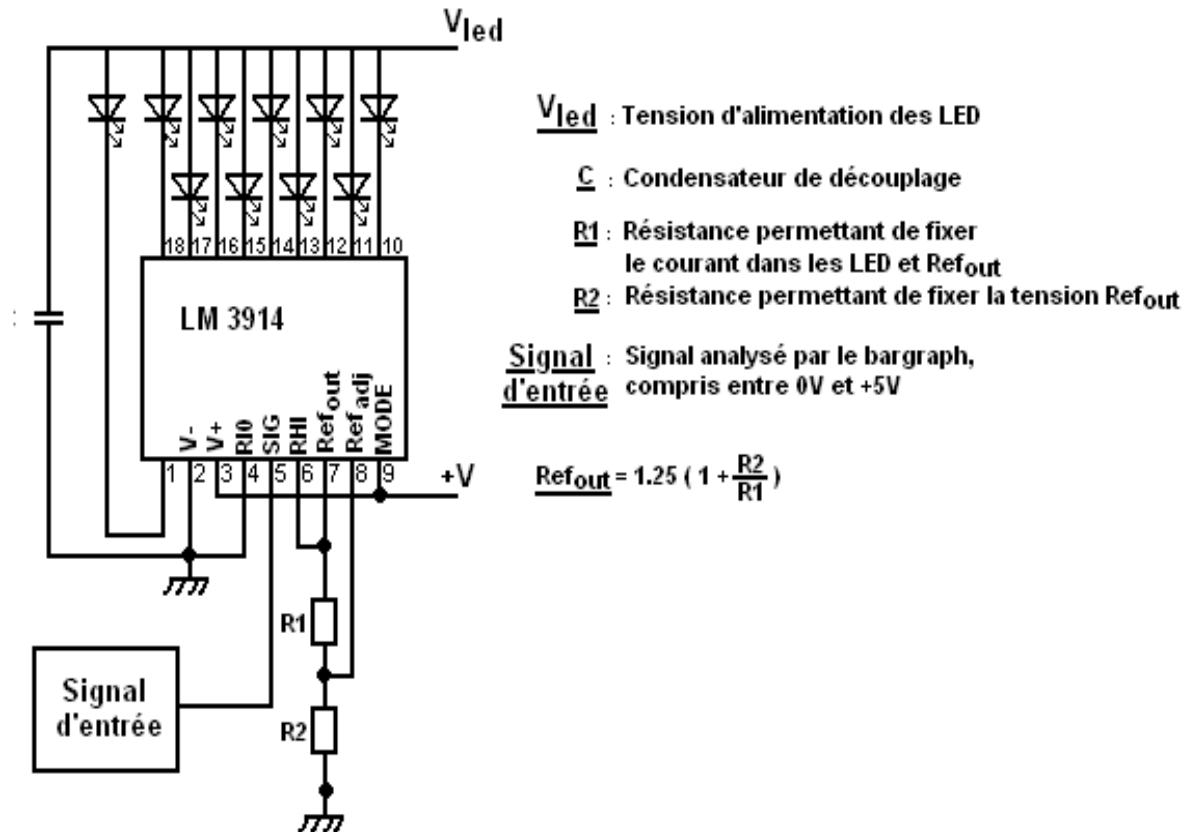 Vled
Vled : Tension d'alimentation des LED
C : Condensateur de découplage
R1 : Résistance permettant de fixer
le courant dans les LED et Refout
R2 : Résistance permettant de fixer la tension Refout
Signal : Signal analysé par le bargraph,
d'entrée compris entre 0V et +5V
Refout = 1.25 ( 1 + R2/R1 )
18 17 16 15 14 13 12 11 10
LM 3914
V- V+ RI0 SIG RHI Refout Refadj MODE
1 2 3 4 5 6 7 8 9
+V
R1
R2
Signal
d'entrée